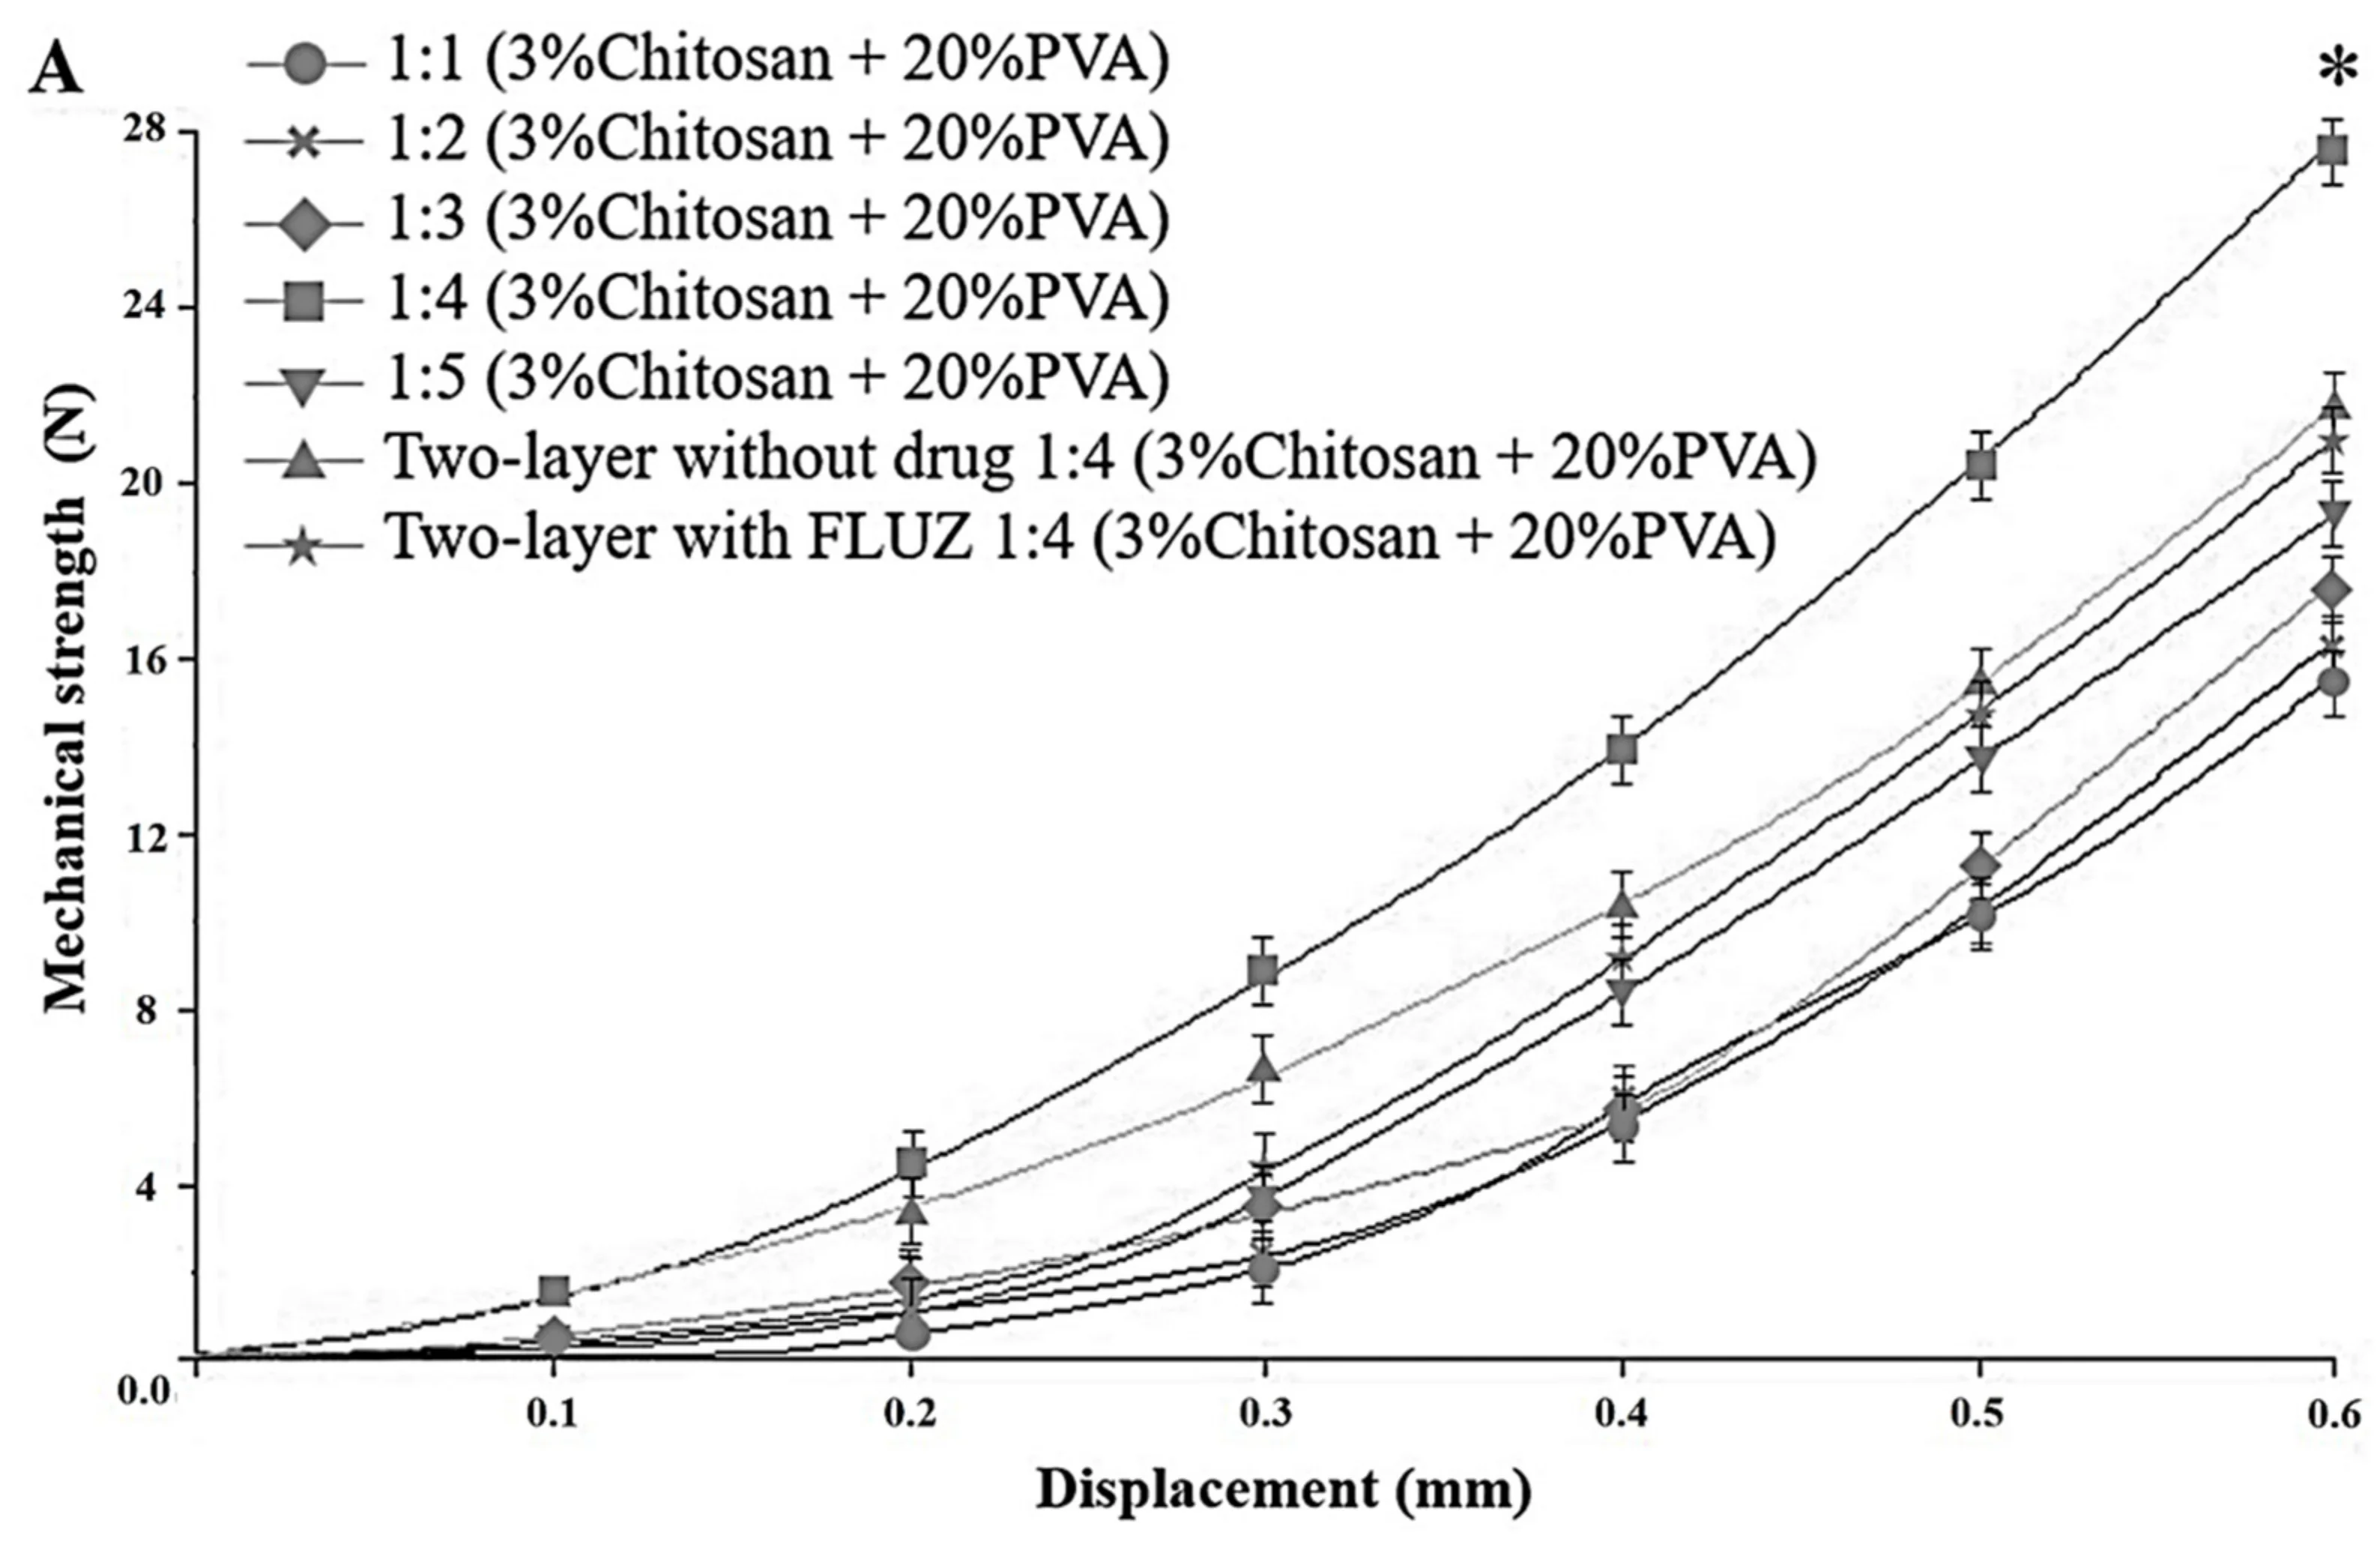 A
1:1 (3%Chitosan + 20%PVA)
1:2 (3%Chitosan + 20%PVA)
1:3 (3%Chitosan + 20%PVA)
1:4 (3%Chitosan + 20%PVA)
1:5 (3%Chitosan + 20%PVA)
Two-layer without drug 1:4 (3%Chitosan + 20%PVA)
Two-layer with FLUZ 1:4 (3%Chitosan + 20%PVA)
*
28
24
20
16
12
8
4
0.0
Mechanical strength (N)
0.1 0.2 0.3 0.4 0.5 0.6
Displacement (mm)